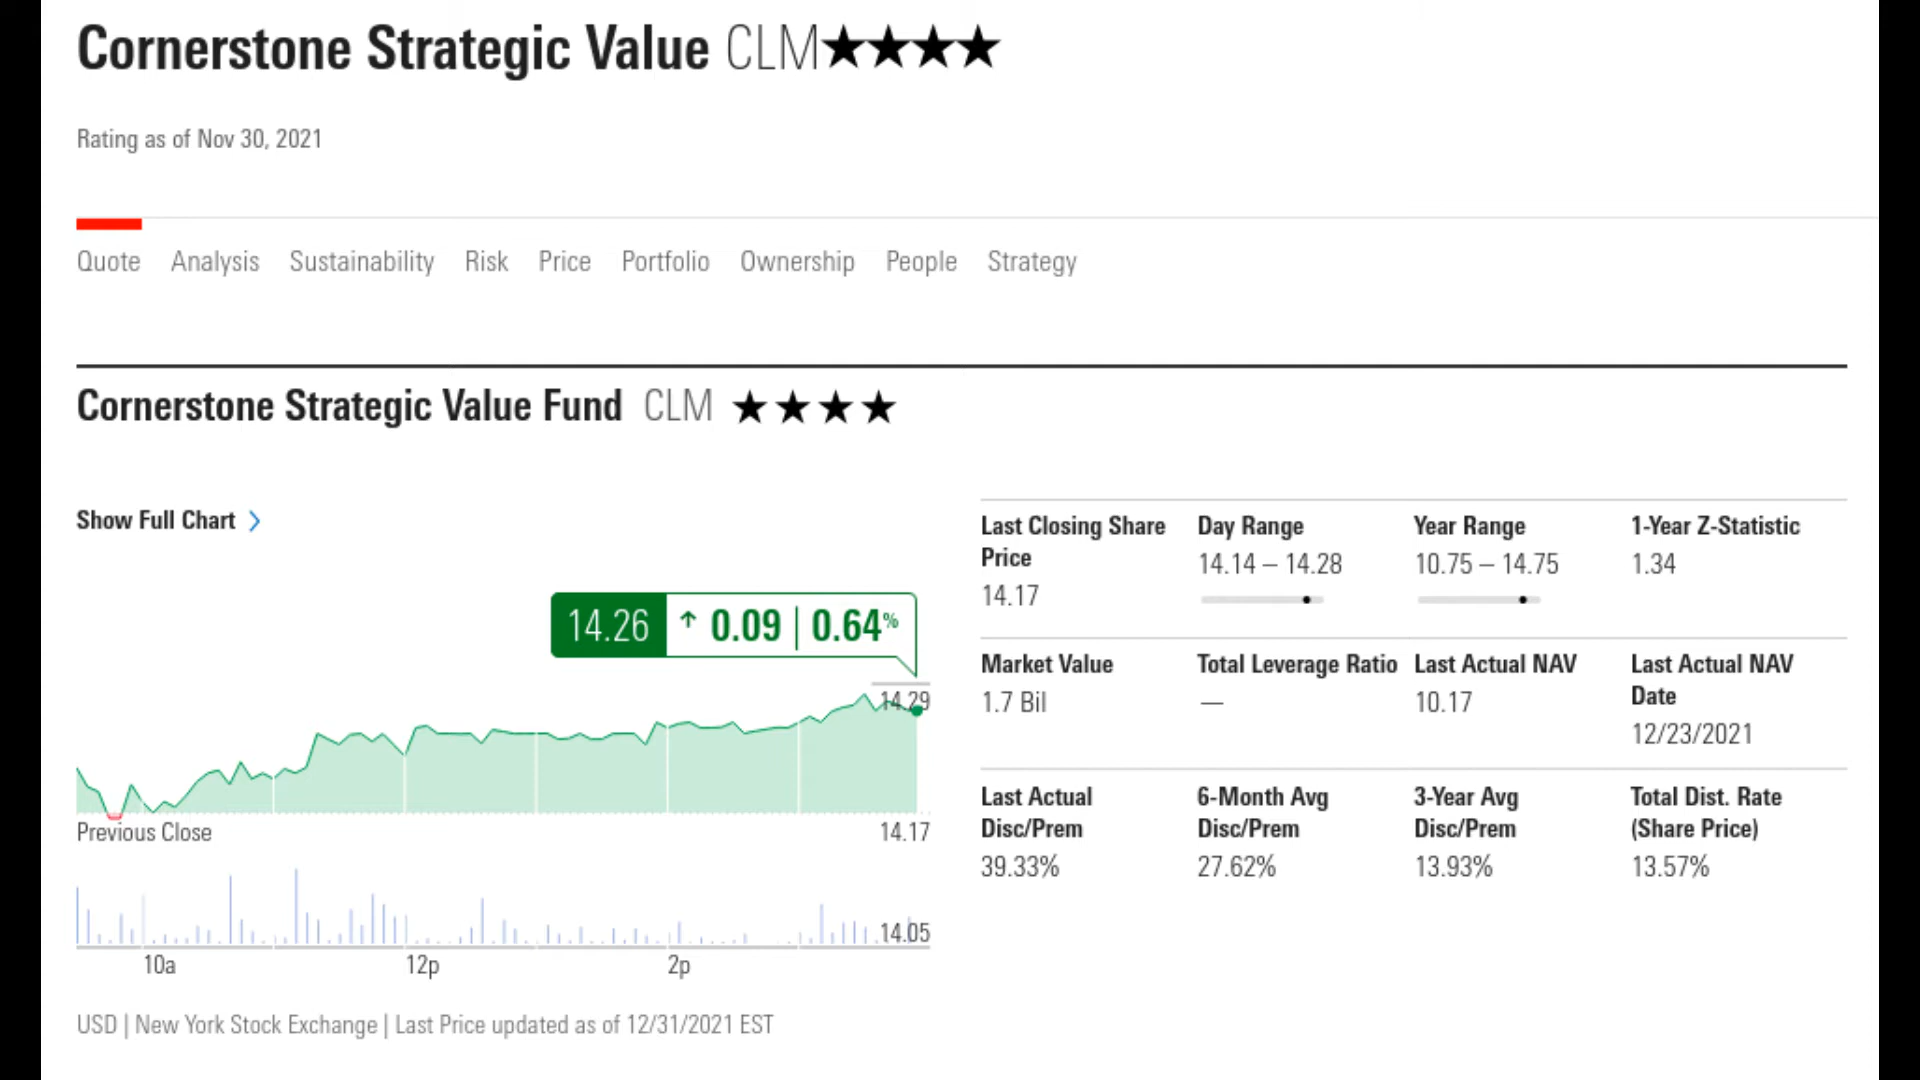 Cornerstone Strategic Value CLM★★★★
Rating as of Nov 30, 2021
Quote Analysis Sustainability Risk Price Portfolio Ownership People Strategy
Cornerstone Strategic Value Fund CLM ★★★★
Show Full Chart
14.26 ↑ 0.09 | 0.64%
14.29
Previous Close 14.17
14.05
10a 12p 2p
USD | New York Stock Exchange | Last Price updated as of 12/31/2021 EST
Last Closing Share
Price
14.17
Day Range
14.14 – 14.28
Year Range
10.75 – 14.75
1-Year Z-Statistic
1.34
Market Value
1.7 Bil
Total Leverage Ratio
—
Last Actual NAV
10.17
Last Actual NAV
Date
12/23/2021
Last Actual
Disc/Prem
39.33%
6-Month Avg
Disc/Prem
27.62%
3-Year Avg
Disc/Prem
13.93%
Total Dist. Rate
(Share Price)
13.57%